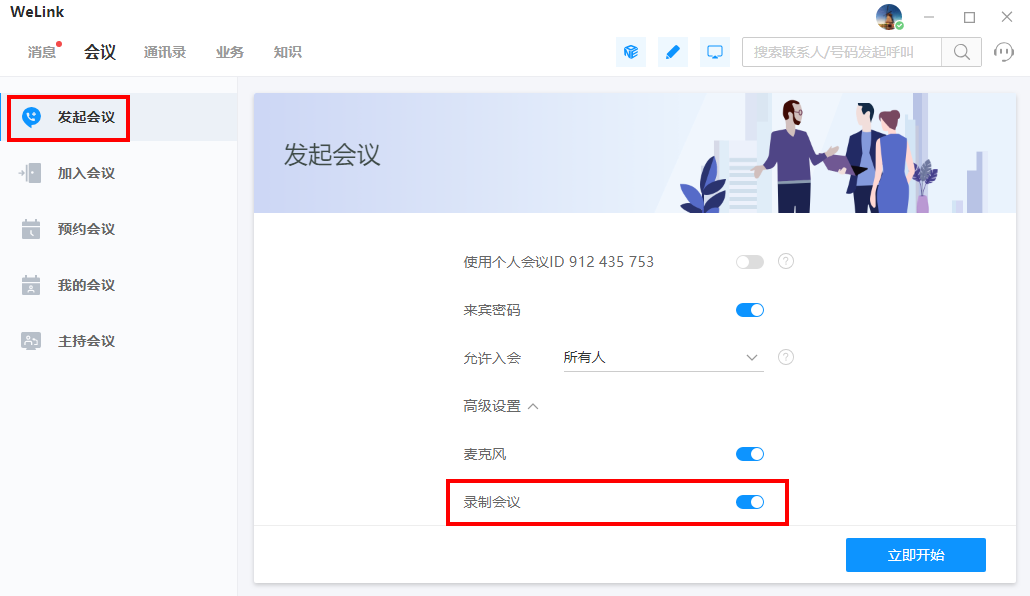 WeLink
消息 会议 通讯录 业务 知识 搜索联系人/号码发起呼叫
发起会议
加入会议
预约会议
我的会议
主持会议
发起会议
使用个人会议ID 912 435 753 ?
来宾密码
允许入会 所有人 ?
高级设置
麦克风
录制会议
立即开始